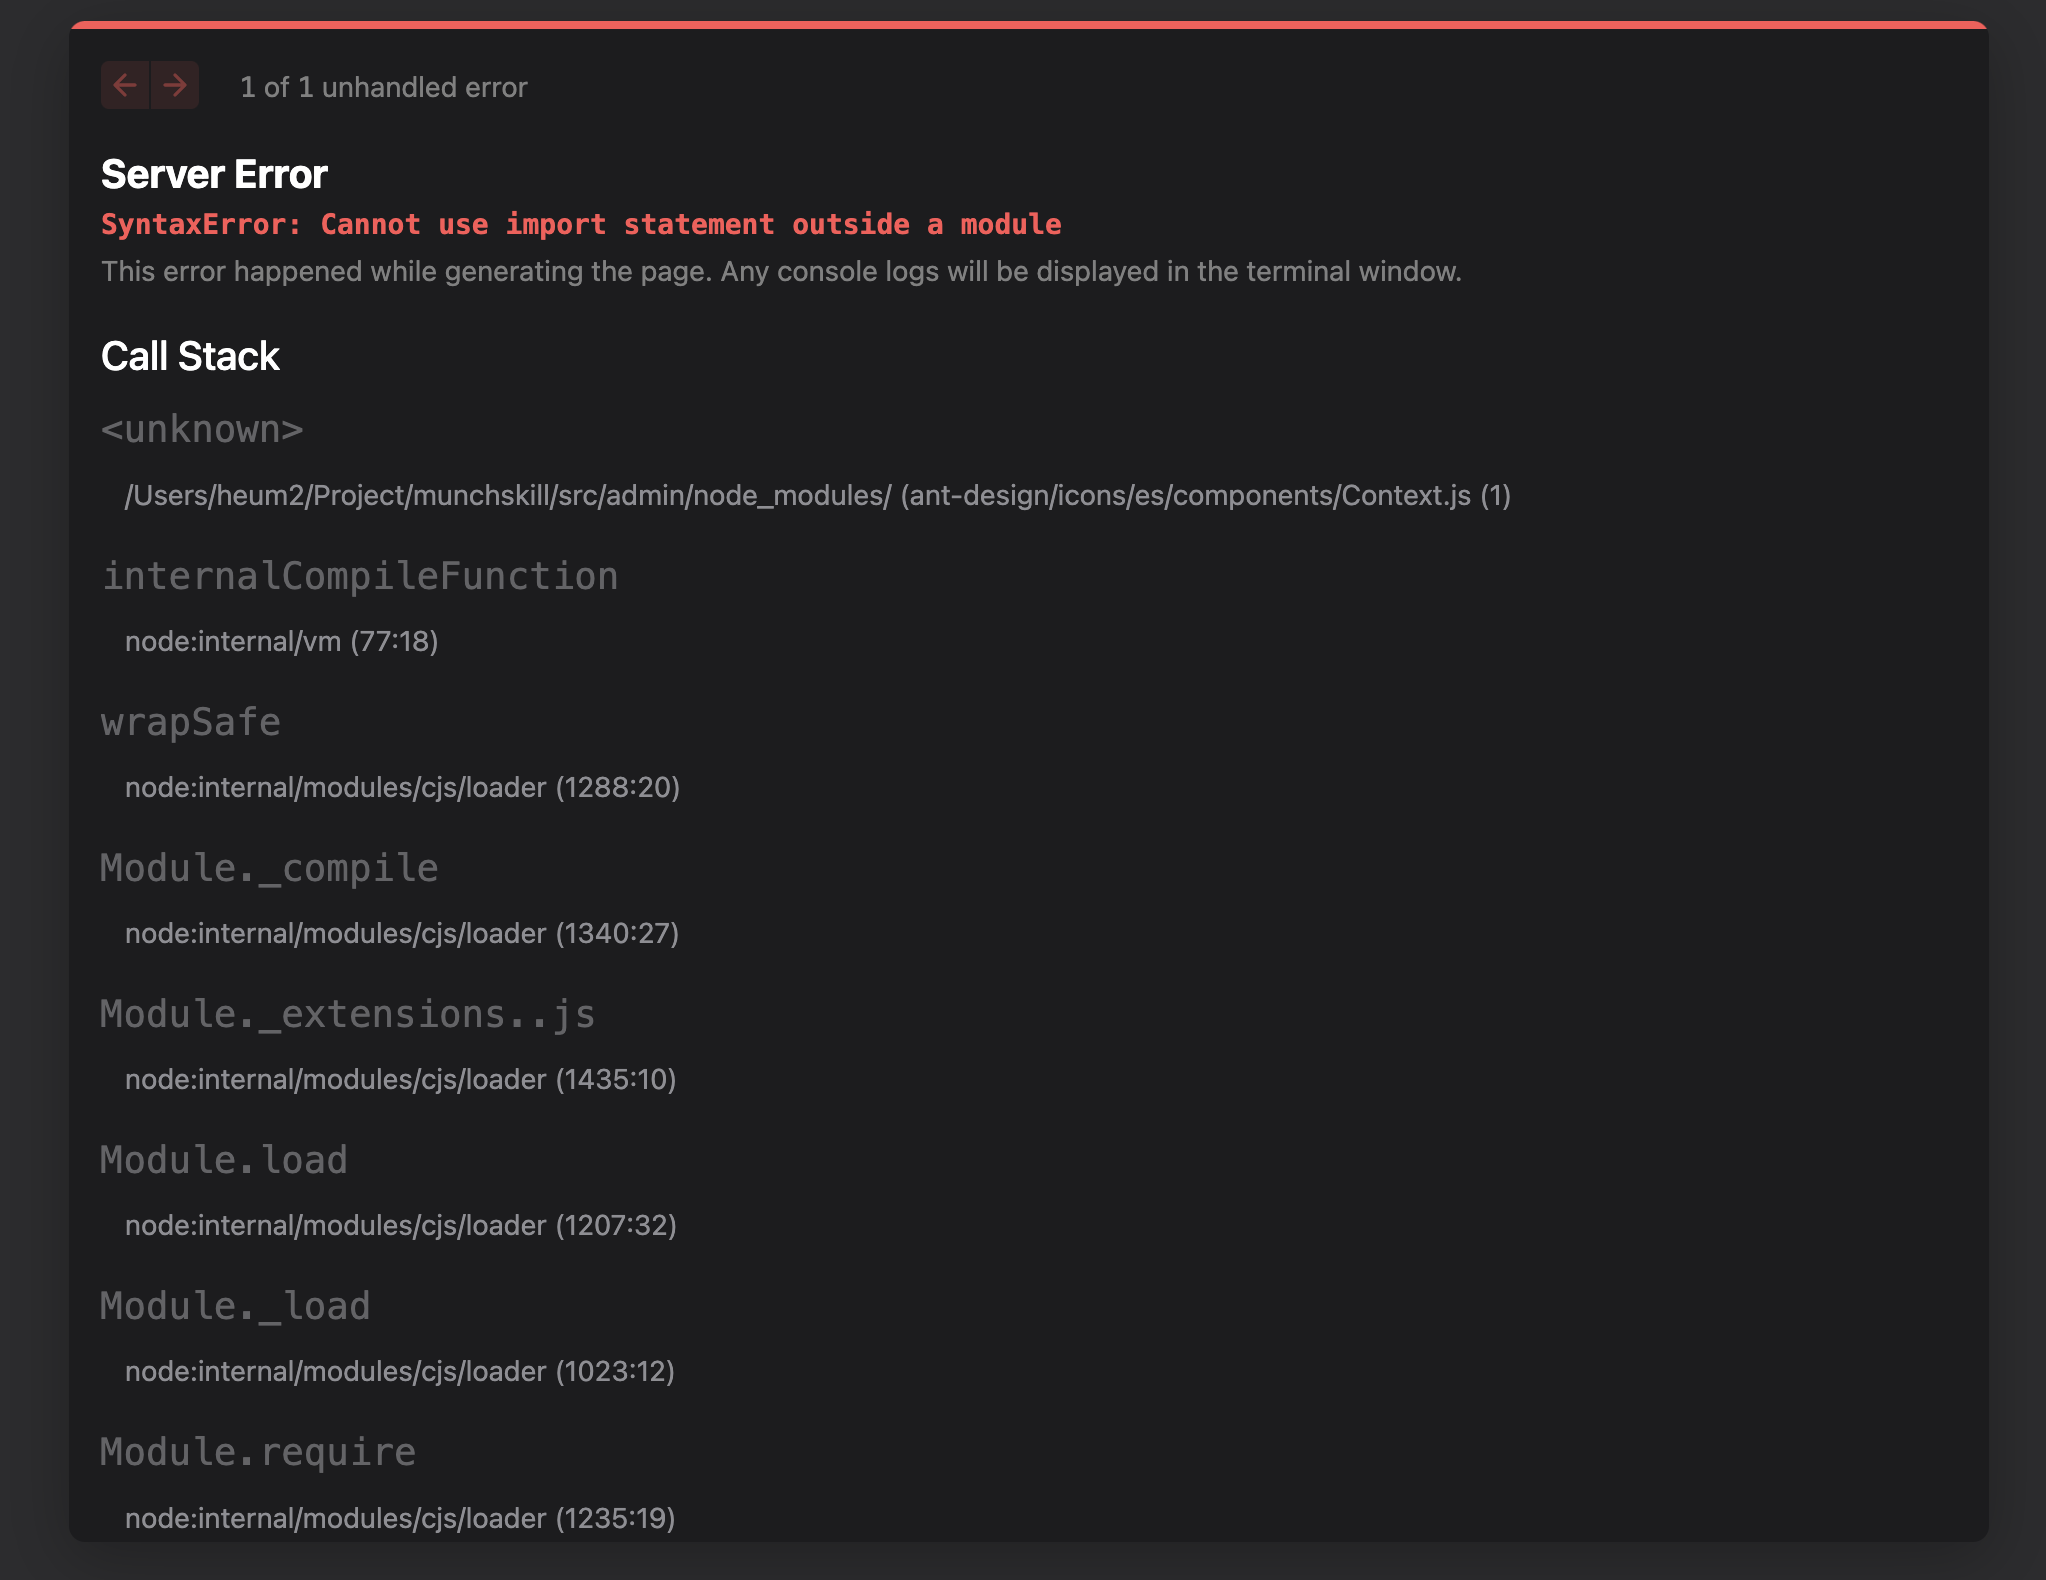 1 of 1 unhandled error
Server Error
SyntaxError: Cannot use import statement outside a module
This error happened while generating the page. Any console logs will be displayed in the terminal window.
Call Stack
<unknown>
/Users/heum2/Project/munchskill/src/admin/node_modules/ (ant-design/icons/es/components/Context.js (1)
internalCompileFunction
node:internal/vm (77:18)
wrapSafe
node:internal/modules/cjs/loader (1288:20)
Module._compile
node:internal/modules/cjs/loader (1340:27)
Module._extensions..js
node:internal/modules/cjs/loader (1435:10)
Module.load
node:internal/modules/cjs/loader (1207:32)
Module._load
node:internal/modules/cjs/loader (1023:12)
Module.require
node:internal/modules/cjs/loader (1235:19)